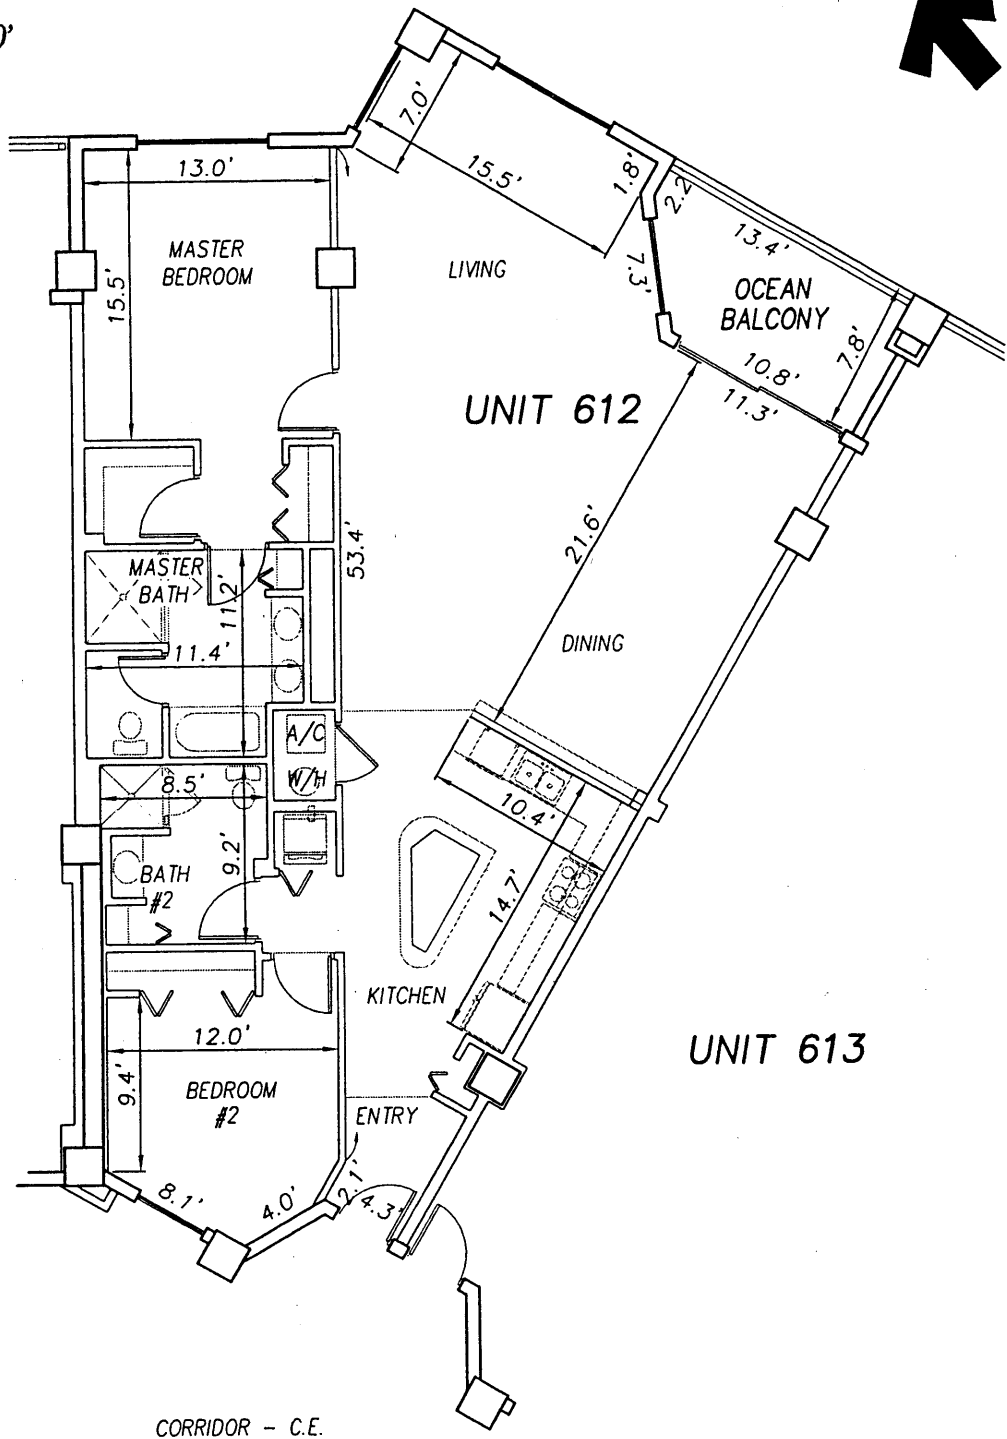 0'
7.0'
13.0'
15.5'
1.8'
2.2
13.4'
MASTER
BEDROOM
LIVING
7.3'
15.5'
OCEAN
BALCONY
7.8'
10.8'
11.3'
UNIT 612
21.6'
53.4'
MASTER
BATH
11.2'
11.4'
DINING
A/C
W/H
8.5'
10.4'
9.2'
BATH
#2
14.7'
KITCHEN
12.0'
UNIT 613
9.4'
BEDROOM
#2
ENTRY
8.1'
4.0'
2.1'
4.3'
CORRIDOR - C.E.